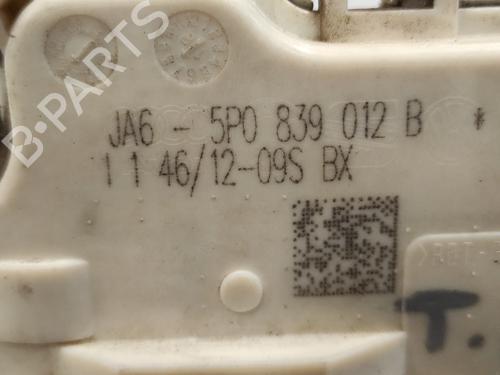 JA6 - 5P0 839 012 B *
1 1 46/12-09S BX
B-PARTS
T.